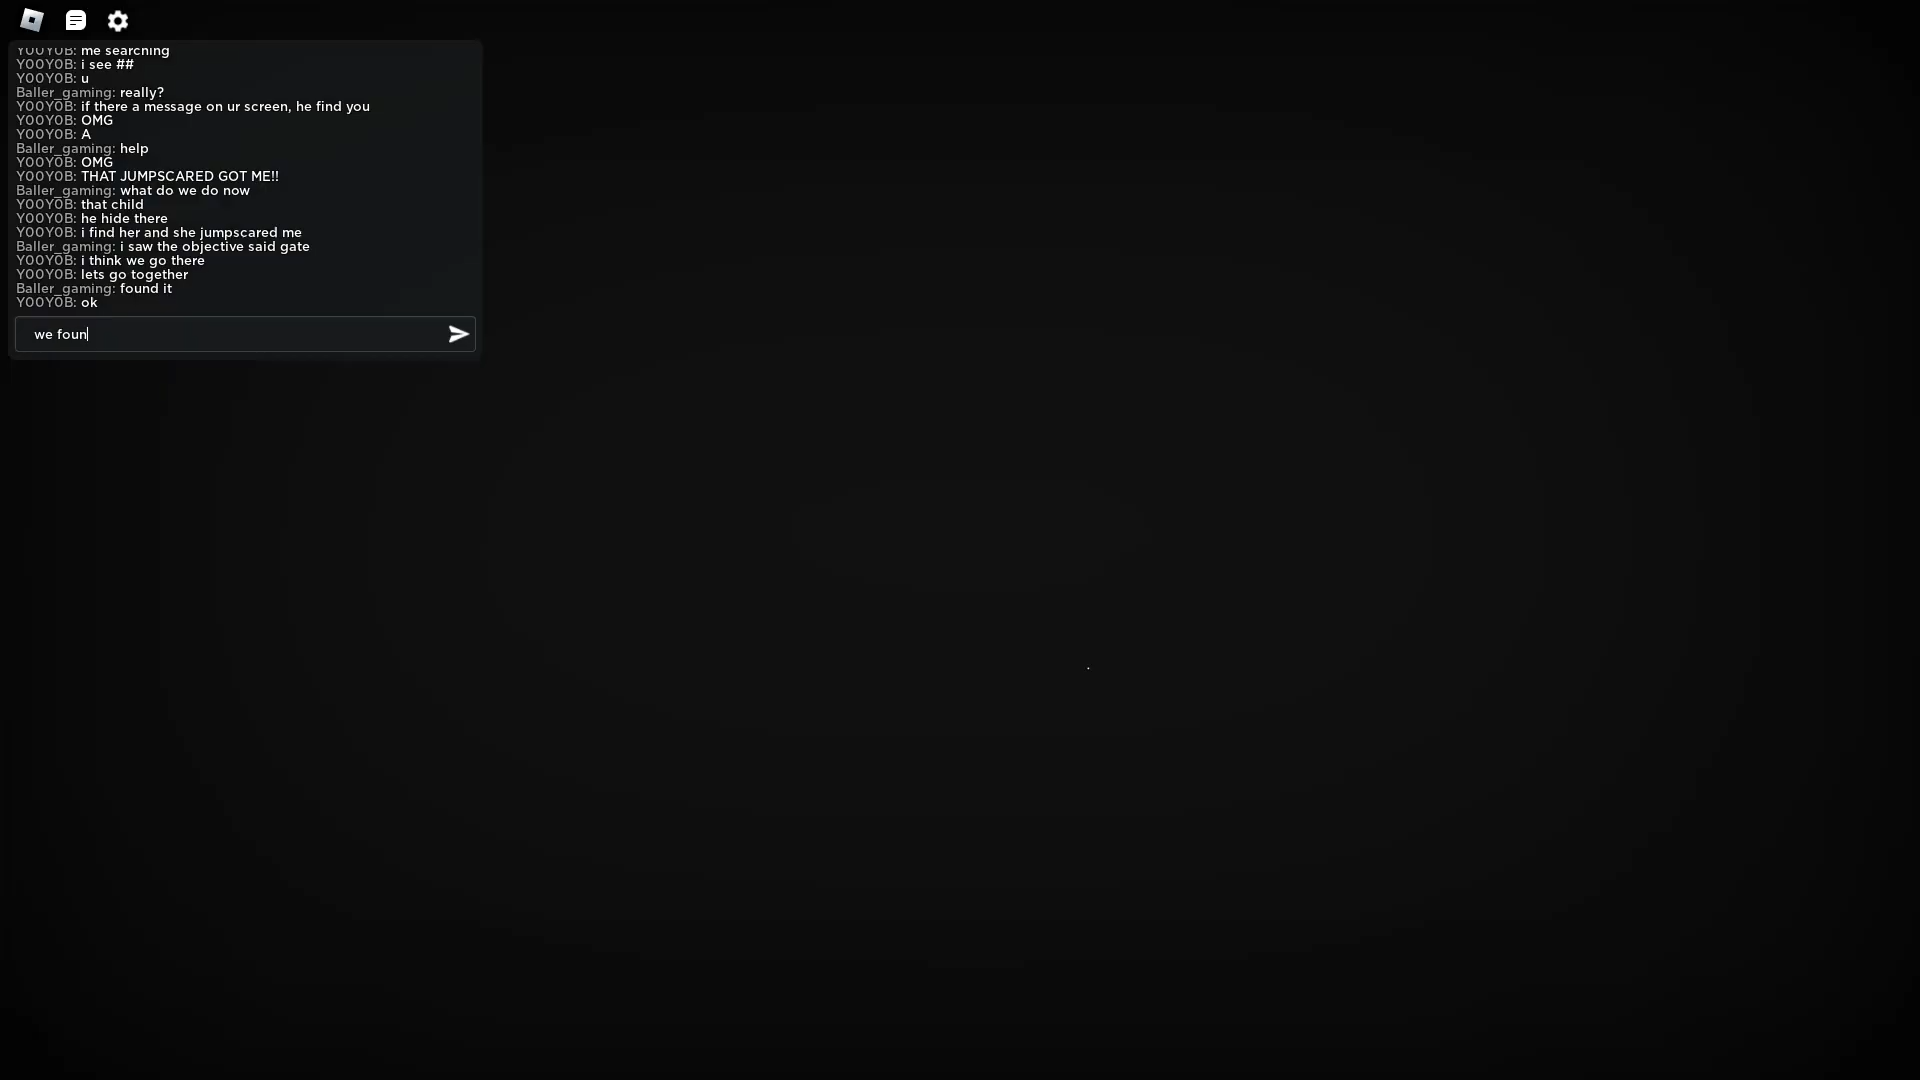 Y00Y0B: me searching
Y00Y0B: i see ##
Y00Y0B: u
Baller_gaming: really?
Y00Y0B: if there a message on ur screen, he find you
Y00Y0B: OMG
Y00Y0B: A
Baller_gaming: help
Y00Y0B: OMG
Y00Y0B: THAT JUMPSCARED GOT ME!!
Baller_gaming: what do we do now
Y00Y0B: that child
Y00Y0B: he hide there
Y00Y0B: i find her and she jumpscared me
Baller_gaming: i saw the objective said gate
Y00Y0B: i think we go there
Y00Y0B: lets go together
Baller_gaming: found it
Y00Y0B: ok
we foun